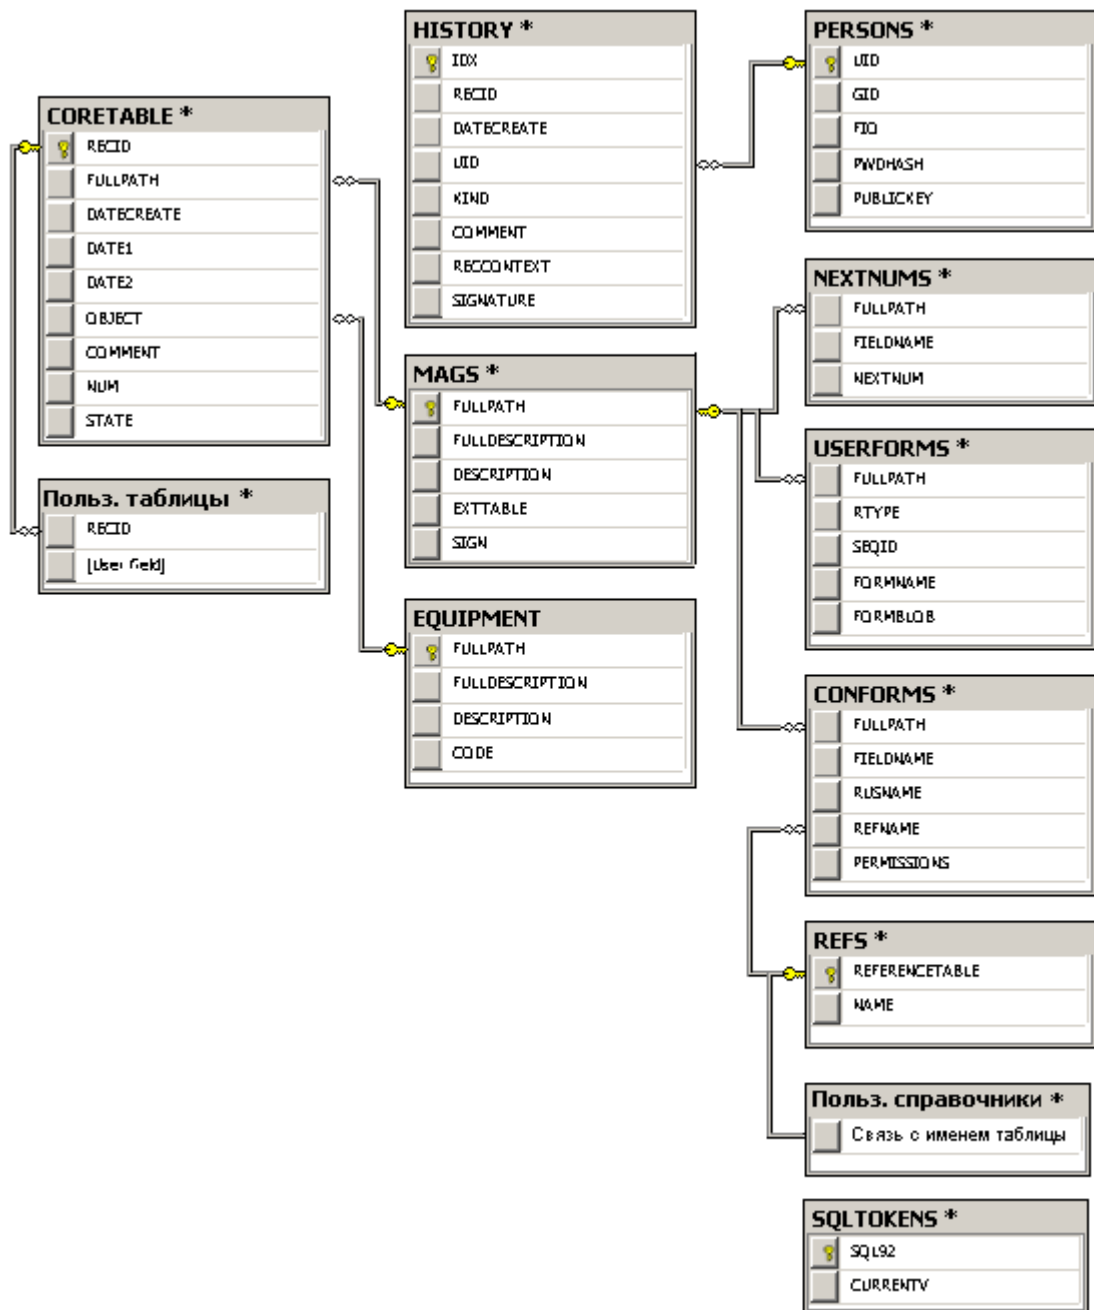 CORETABLE *
RECID
FULLPATH
DATECREATE
DATE1
DATE2
OBJECT
COMMENT
NUM
STATE
Польз. таблицы *
RECID
[User Field]
HISTORY *
IDX
RECID
DATECREATE
UID
KIND
COMMENT
RECCONTEXT
SIGNATURE
MAGS *
FULLPATH
FULLDESCRIPTION
DESCRIPTION
EXTTABLE
SIGN
EQUIPMENT
FULLPATH
FULLDESCRIPTION
DESCRIPTION
CODE
PERSONS *
UID
GID
FIO
PWDHASH
PUBLICKEY
NEXTNUMS *
FULLPATH
FIELDNAME
NEXTNUM
USERFORMS *
FULLPATH
RTYPE
SEQID
FORMNAME
FORMBLOB
CONFORMS *
FULLPATH
FIELDNAME
RUSNAME
REFNAME
PERMISSIONS
REFS *
REFERENCETABLE
NAME
Польз. справочники *
Связь с именем таблицы
SQLTOKENS *
SQL92
CURRENTV